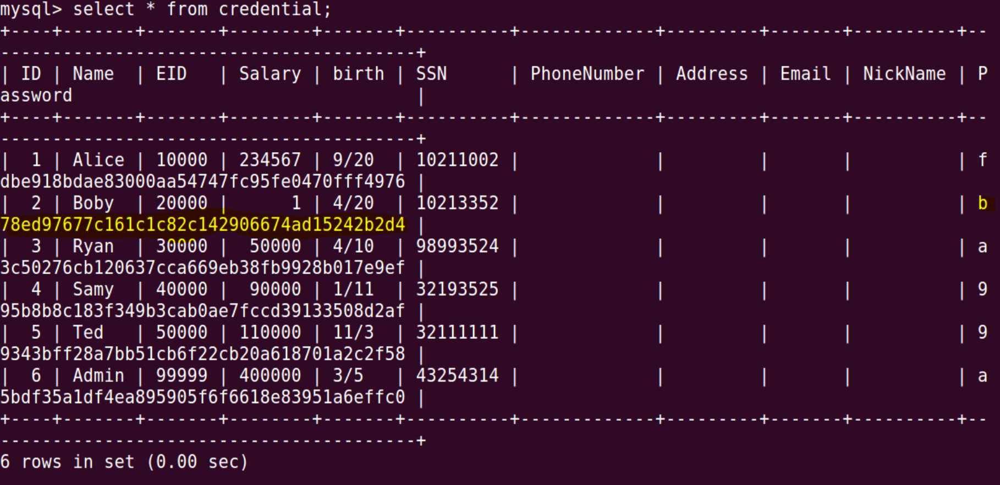 mysql> select * from credential;
+----+-------+-------+--------+-------+----------+-------------+---------+-------+----------+--
----------------------------------------+
| ID | Name  | EID   | Salary | birth | SSN      | PhoneNumber | Address | Email | NickName | P
assword                                  |
+----+-------+-------+--------+-------+----------+-------------+---------+-------+----------+--
----------------------------------------+
|  1 | Alice | 10000 | 234567 | 9/20  | 10211002 |             |         |       |          | f
dbe918bdae83000aa54747fc95fe0470fff4976 |
|  2 | Boby  | 20000 |      1 | 4/20  | 10213352 |             |         |       |          | b
78ed97677c161c1c82c142906674ad15242b2d4 |
|  3 | Ryan  | 30000 |  50000 | 4/10  | 98993524 |             |         |       |          | a
3c50276cb120637cca669eb38fb9928b017e9ef |
|  4 | Samy  | 40000 |  90000 | 1/11  | 32193525 |             |         |       |          | 9
95b8b8c183f349b3cab0ae7fccd39133508d2af |
|  5 | Ted   | 50000 | 110000 | 11/3  | 32111111 |             |         |       |          | 9
9343bff28a7bb51cb6f22cb20a618701a2c2f58 |
|  6 | Admin | 99999 | 400000 | 3/5   | 43254314 |             |         |       |          | a
5bdf35a1df4ea895905f6f6618e83951a6effc0 |
+----+-------+-------+--------+-------+----------+-------------+---------+-------+----------+--
----------------------------------------+
6 rows in set (0.00 sec)